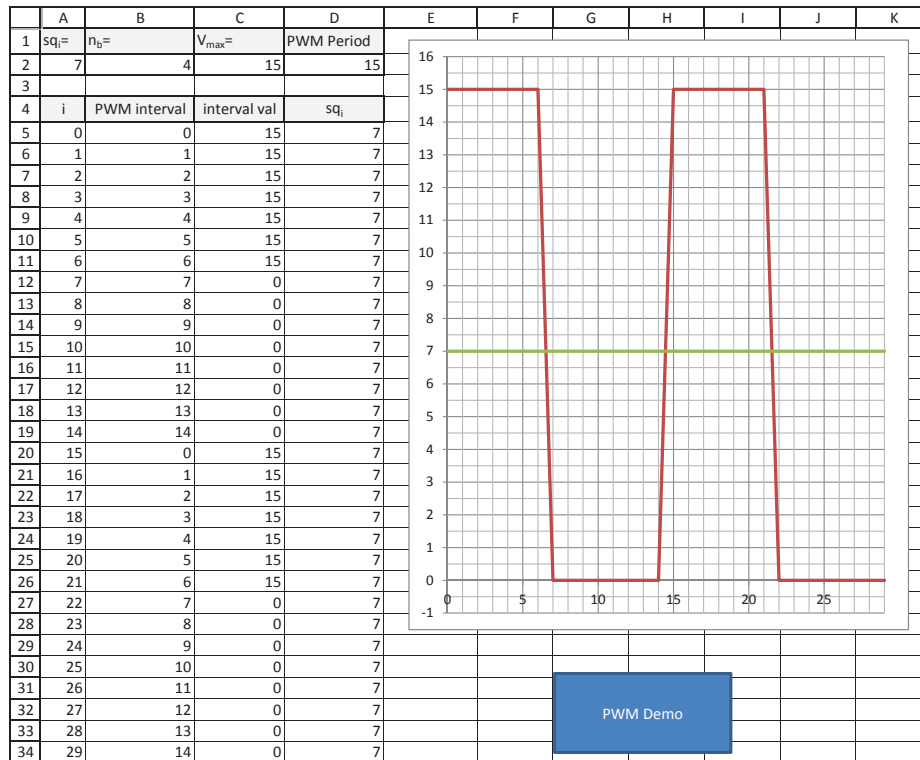 A B C D E F G H I J K
1 sqi= nb= Vmax= PWM Period
2 7 4 15 15
3
4 i PWM interval interval val sqi
5 0 0 15 7
6 1 1 15 7
7 2 2 15 7
8 3 3 15 7
9 4 4 15 7
10 5 5 15 7
11 6 6 15 7
12 7 7 0 7
13 8 8 0 7
14 9 9 0 7
15 10 10 0 7
16 11 11 0 7
17 12 12 0 7
18 13 13 0 7
19 14 14 0 7
20 15 0 15 7
21 16 1 15 7
22 17 2 15 7
23 18 3 15 7
24 19 4 15 7
25 20 5 15 7
26 21 6 15 7
27 22 7 0 7
28 23 8 0 7
29 24 9 0 7
30 25 10 0 7
31 26 11 0 7
32 27 12 0 7
33 28 13 0 7
34 29 14 0 7
16
15
14
13
12
11
10
9
8
7
6
5
4
3
2
1
0
-1
0 5 10 15 20 25
PWM Demo